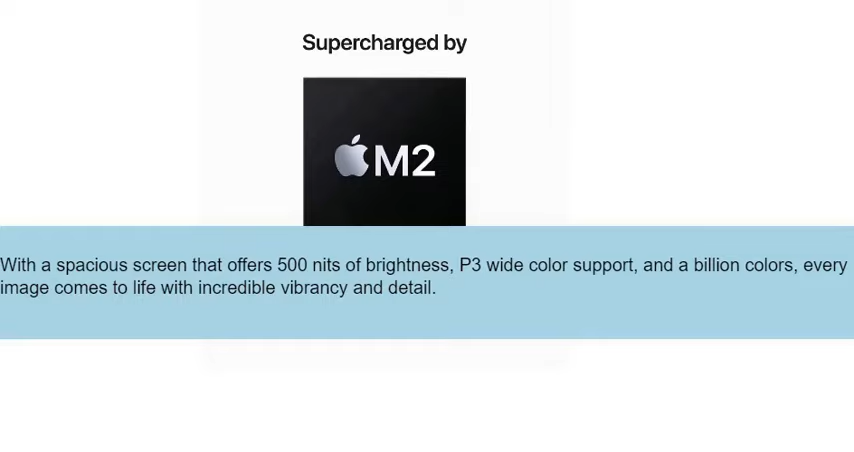 Supercharged by
M2
With a spacious screen that offers 500 nits of brightness, P3 wide color support, and a billion colors, every
image comes to life with incredible vibrancy and detail.